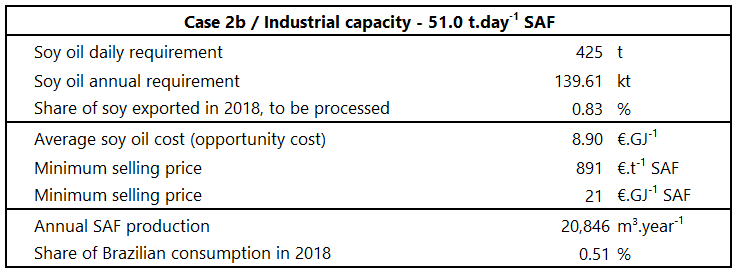 Case 2b / Industrial capacity - 51.0 t.day⁻¹ SAF
Soy oil daily requirement 425 t
Soy oil annual requirement 139.61 kt
Share of soy exported in 2018, to be processed 0.83 %
Average soy oil cost (opportunity cost) 8.90 €.GJ⁻¹
Minimum selling price 891 €.t⁻¹ SAF
Minimum selling price 21 €.GJ⁻¹ SAF
Annual SAF production 20,846 m³.year⁻¹
Share of Brazilian consumption in 2018 0.51 %